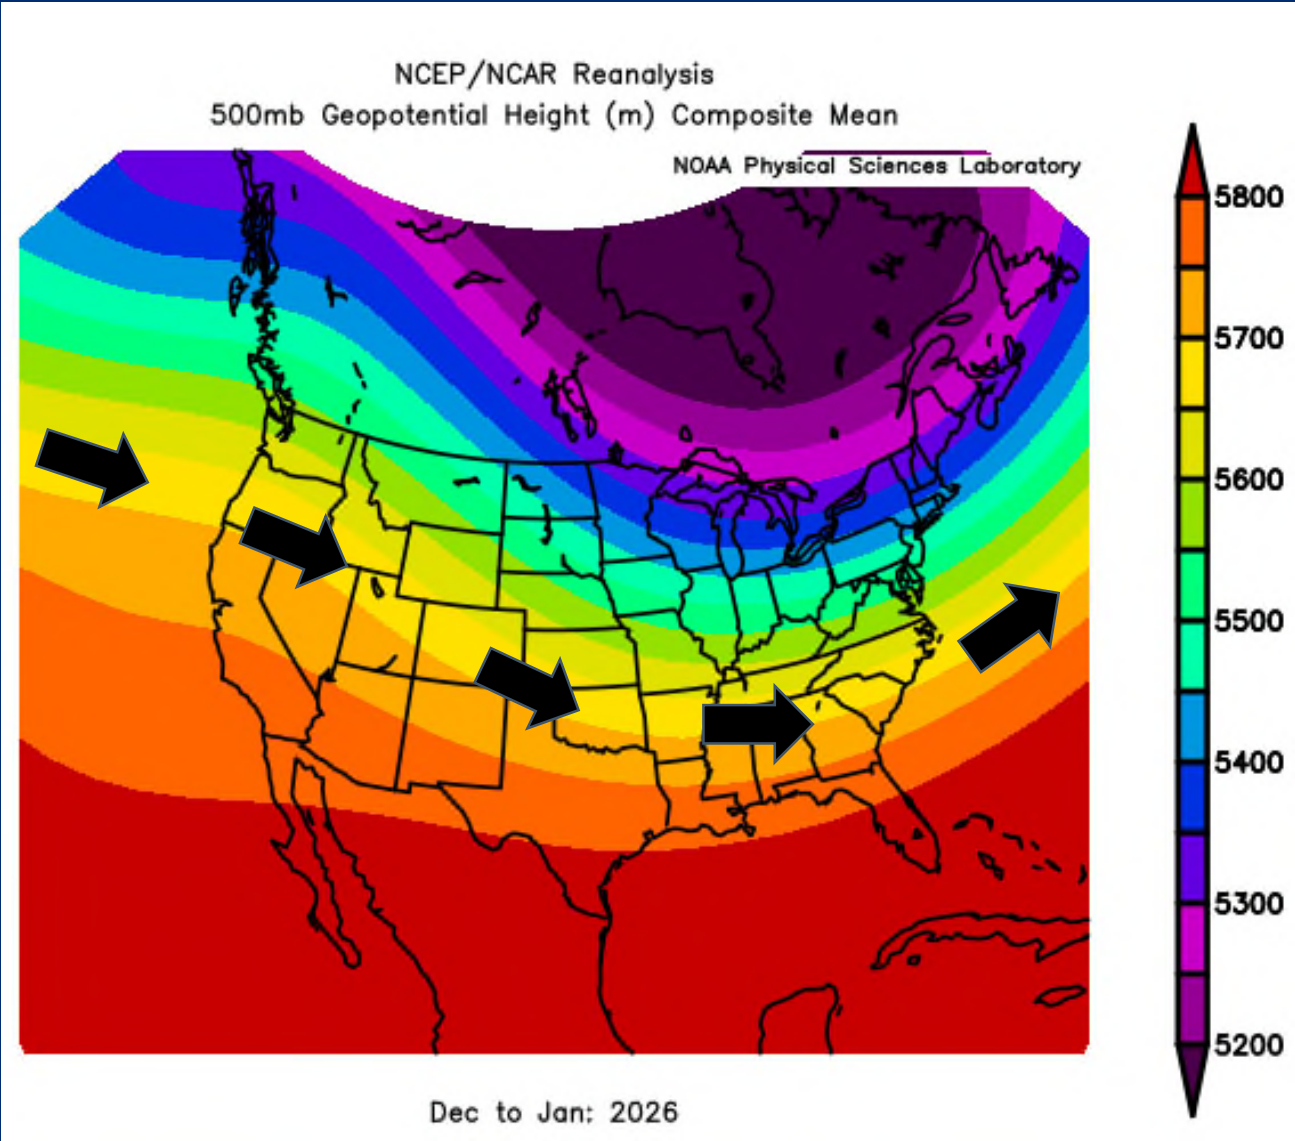 NCEP/NCAR Reanalysis
500mb Geopotential Height (m) Composite Mean
NOAA Physical Sciences Laboratory
5800
5700
5600
5500
5400
5300
5200
Dec to Jan: 2026